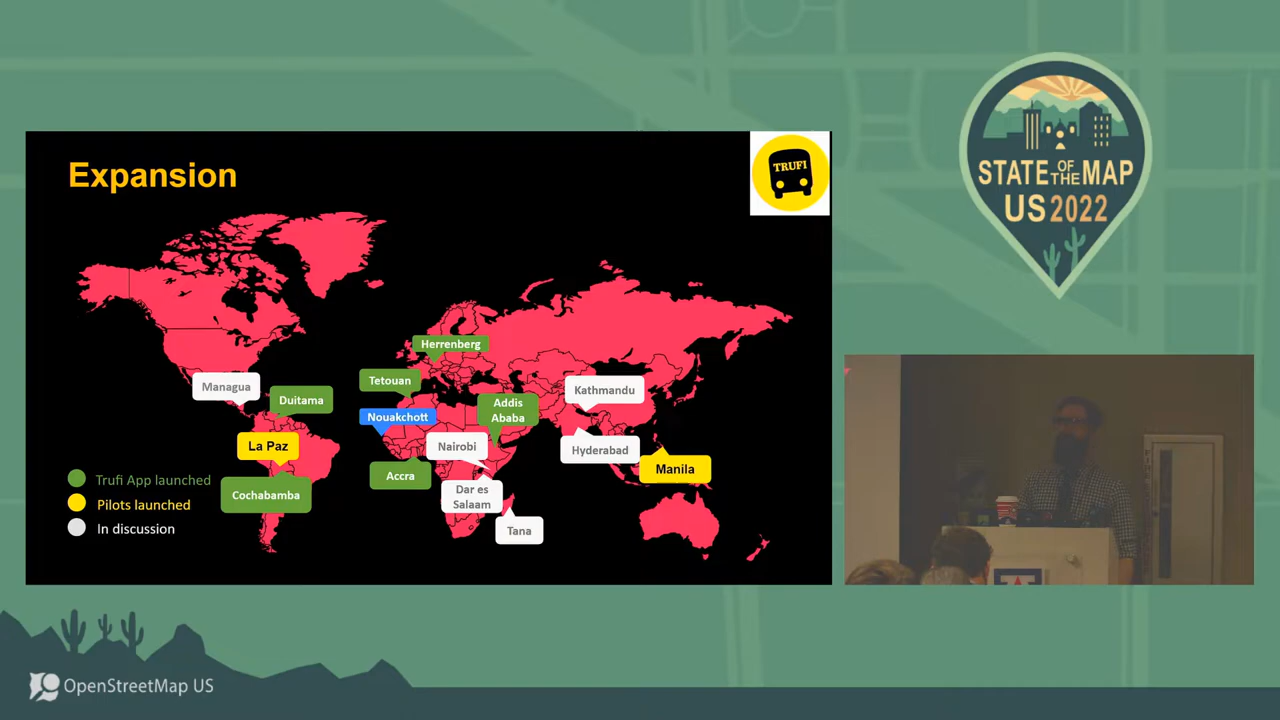 Expansion
TRUFI
STATE OF THE MAP
US 2022
Herrenberg
Managua
Duitama
Tetouan
Nouakchott
Addis
Ababa
Kathmandu
La Paz
Nairobi
Hyderabad
Cochabamba
Accra
Dar es
Salaam
Manila
Tana
Trufi App launched
Pilots launched
In discussion
A
OpenStreetMap US